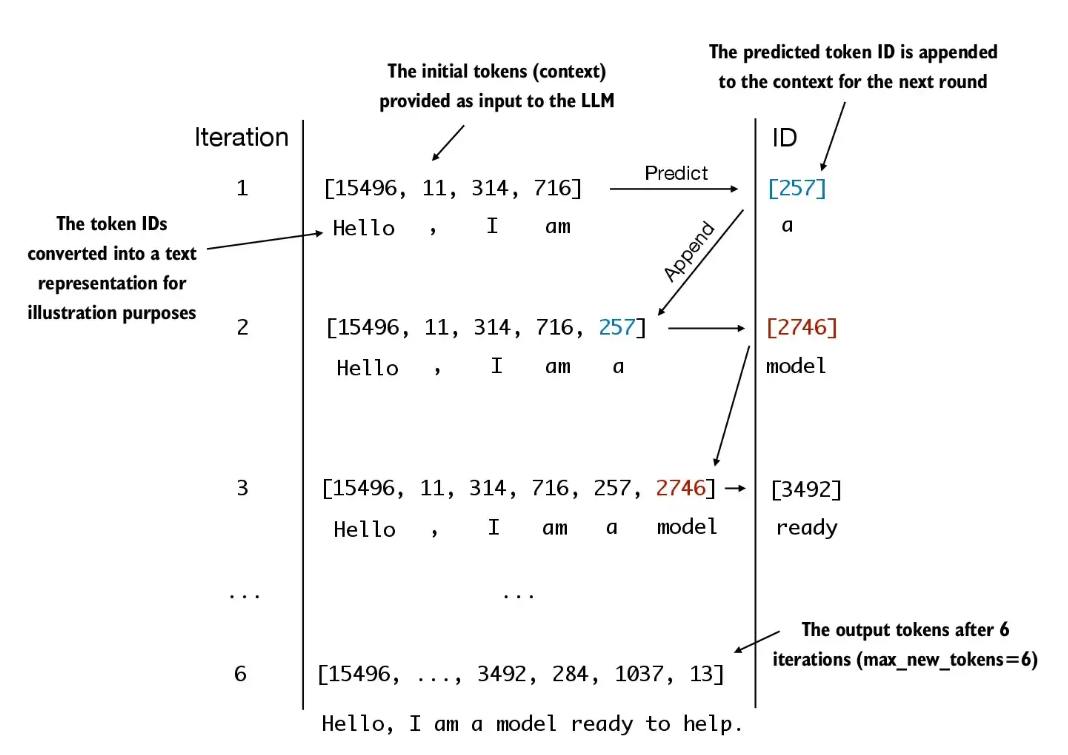 The initial tokens (context)
provided as input to the LLM
The predicted token ID is appended
to the context for the next round
Iteration
ID
1
[15496, 11, 314, 716]
Predict
[257]
Hello , I am
a
The token IDs
converted into a text
representation for
illustration purposes
Append
2
[15496, 11, 314, 716, 257]
[2746]
Hello , I am a
model
3
[15496, 11, 314, 716, 257, 2746]
[3492]
Hello , I am a model
ready
...
...
The output tokens after 6
iterations (max_new_tokens=6)
6
[15496, ..., 3492, 284, 1037, 13]
Hello, I am a model ready to help.